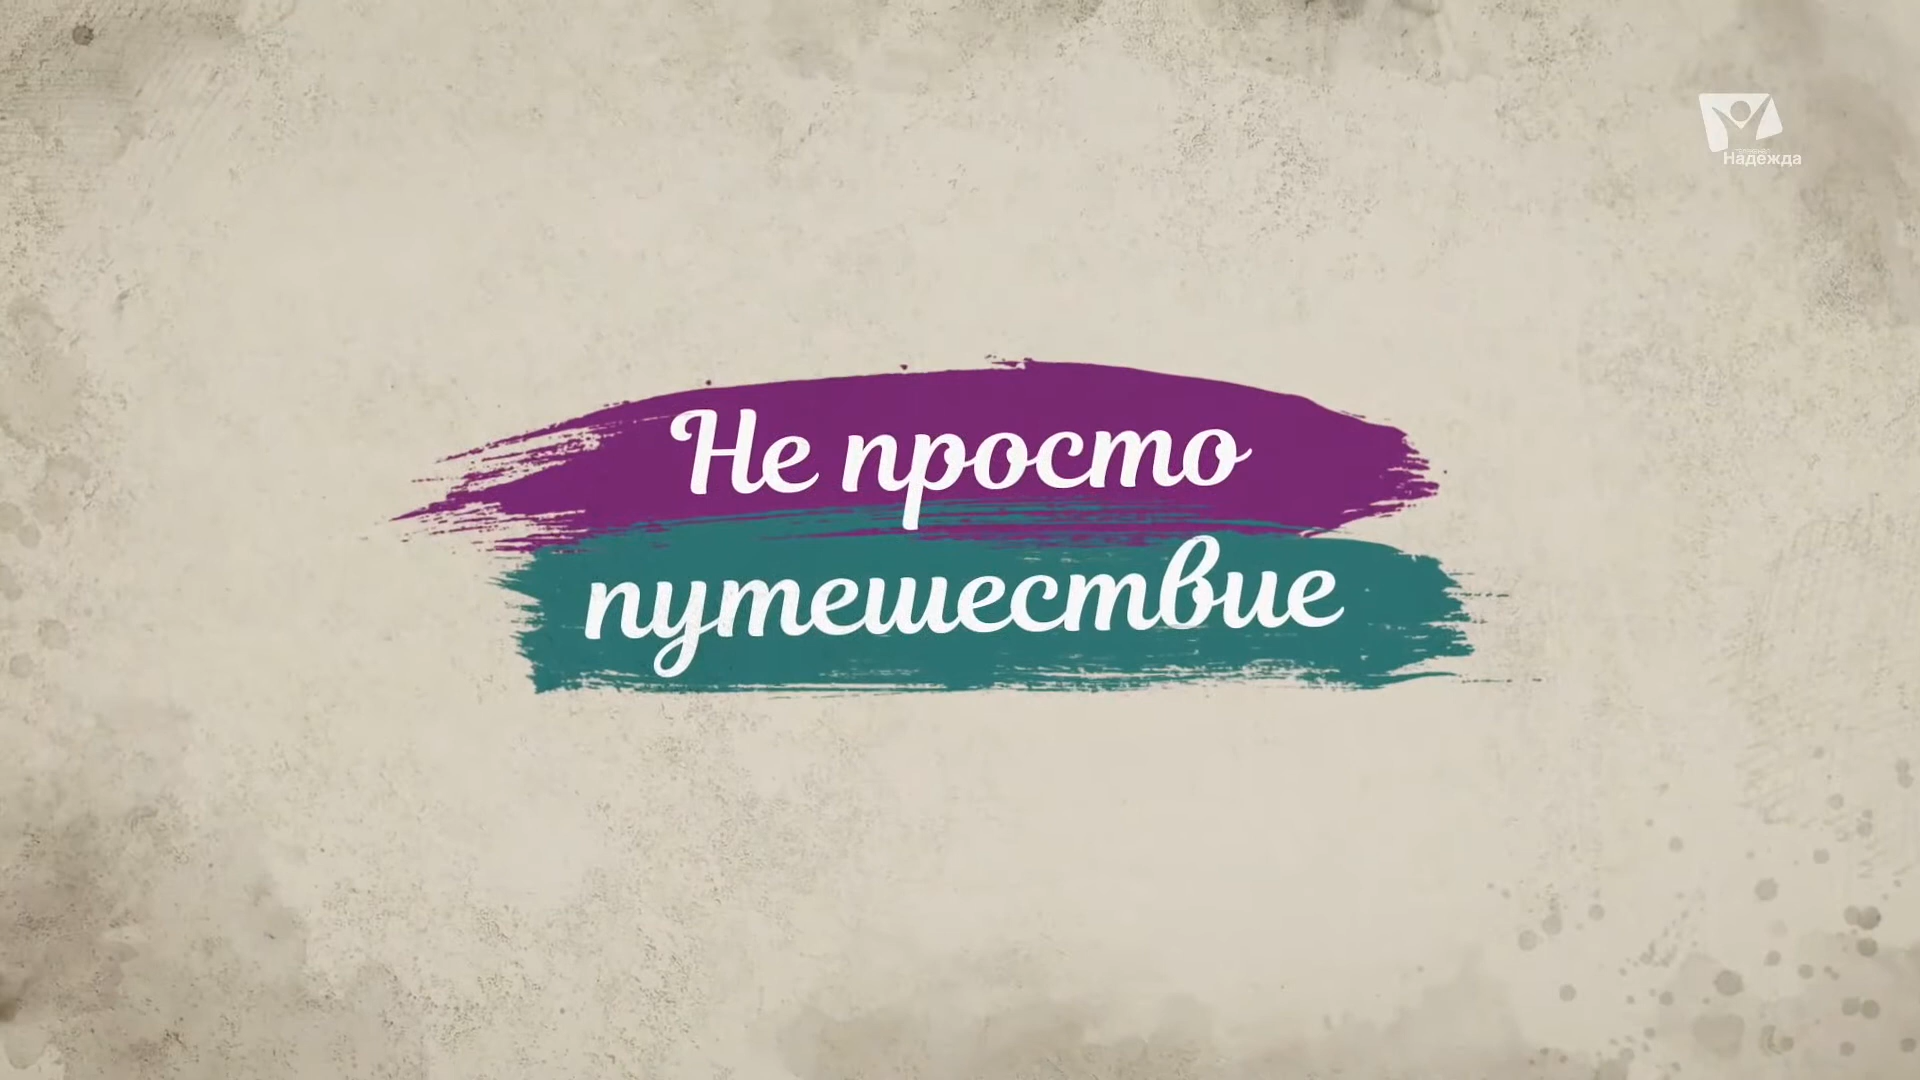 Надежда
Не просто
путешествие